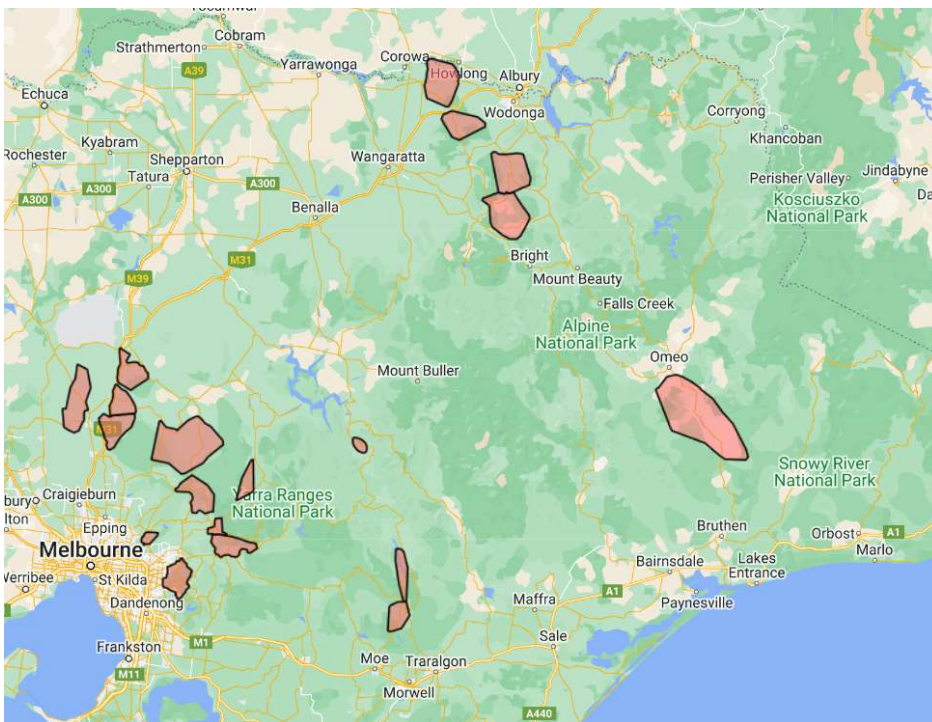 Strathmerton
Cobram
Corowa
Howlong
Albury
Yarrawonga
A39
Echuca
Wodonga
Corryong
Kyabram
Khancoban
Rochester
Shepparton
Wangaratta
Tatura
A300
A300
A300
Perisher Valley
Jindabyne
Kosciuszko
National Park
Da
Benalla
Bright
M31
M39
Mount Beauty
Falls Creek
Alpine
National Park
Omeo
Mount Buller
M31
Snowy River
National Park
Craigieburn
bury
Yarra Ranges
National Park
lton
Epping
Bruthen
Orbost
A1
Melbourne
Marlo
Lakes
Entrance
Bairnsdale
Werribee
St Kilda
Maffra
A1
Paynesville
Dandenong
Sale
M1
Frankston
Moe
Traralgon
M11
Morwell
A440